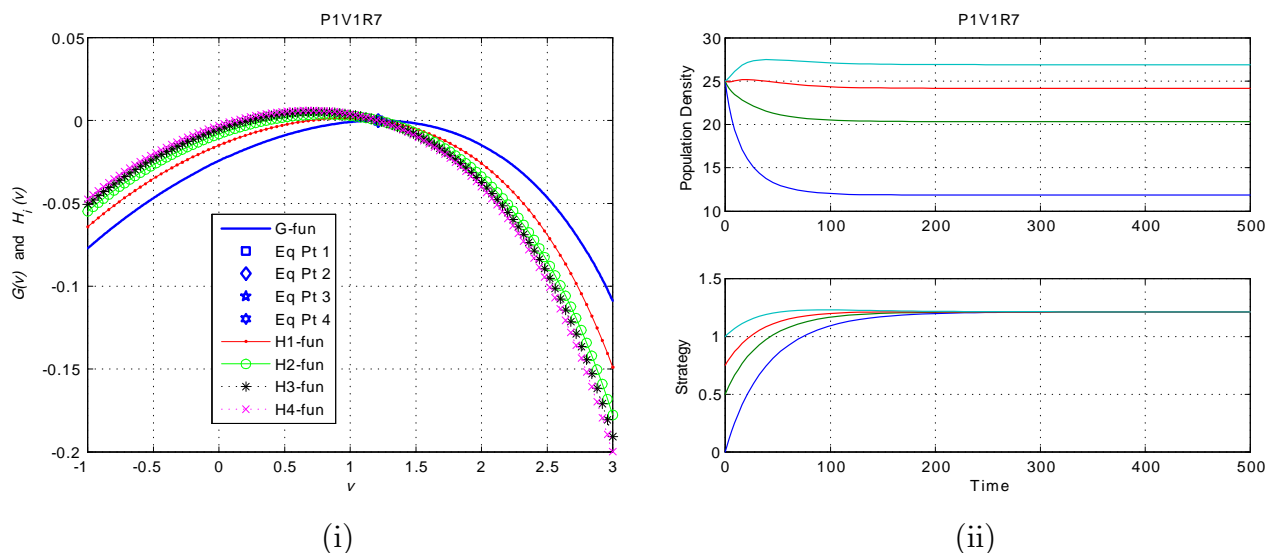 P1V1R7
0.05
0
-0.05
-0.1
-0.15
-0.2
G(v) and H_i (v)
G-fun
Eq Pt 1
Eq Pt 2
Eq Pt 3
Eq Pt 4
H1-fun
H2-fun
H3-fun
H4-fun
-1 -0.5 0 0.5 1 1.5 2 2.5 3
v
(i)
P1V1R7
30
25
20
15
10
Population Density
0 100 200 300 400 500
1.5
1
0.5
0
Strategy
0 100 200 300 400 500
Time
(ii)